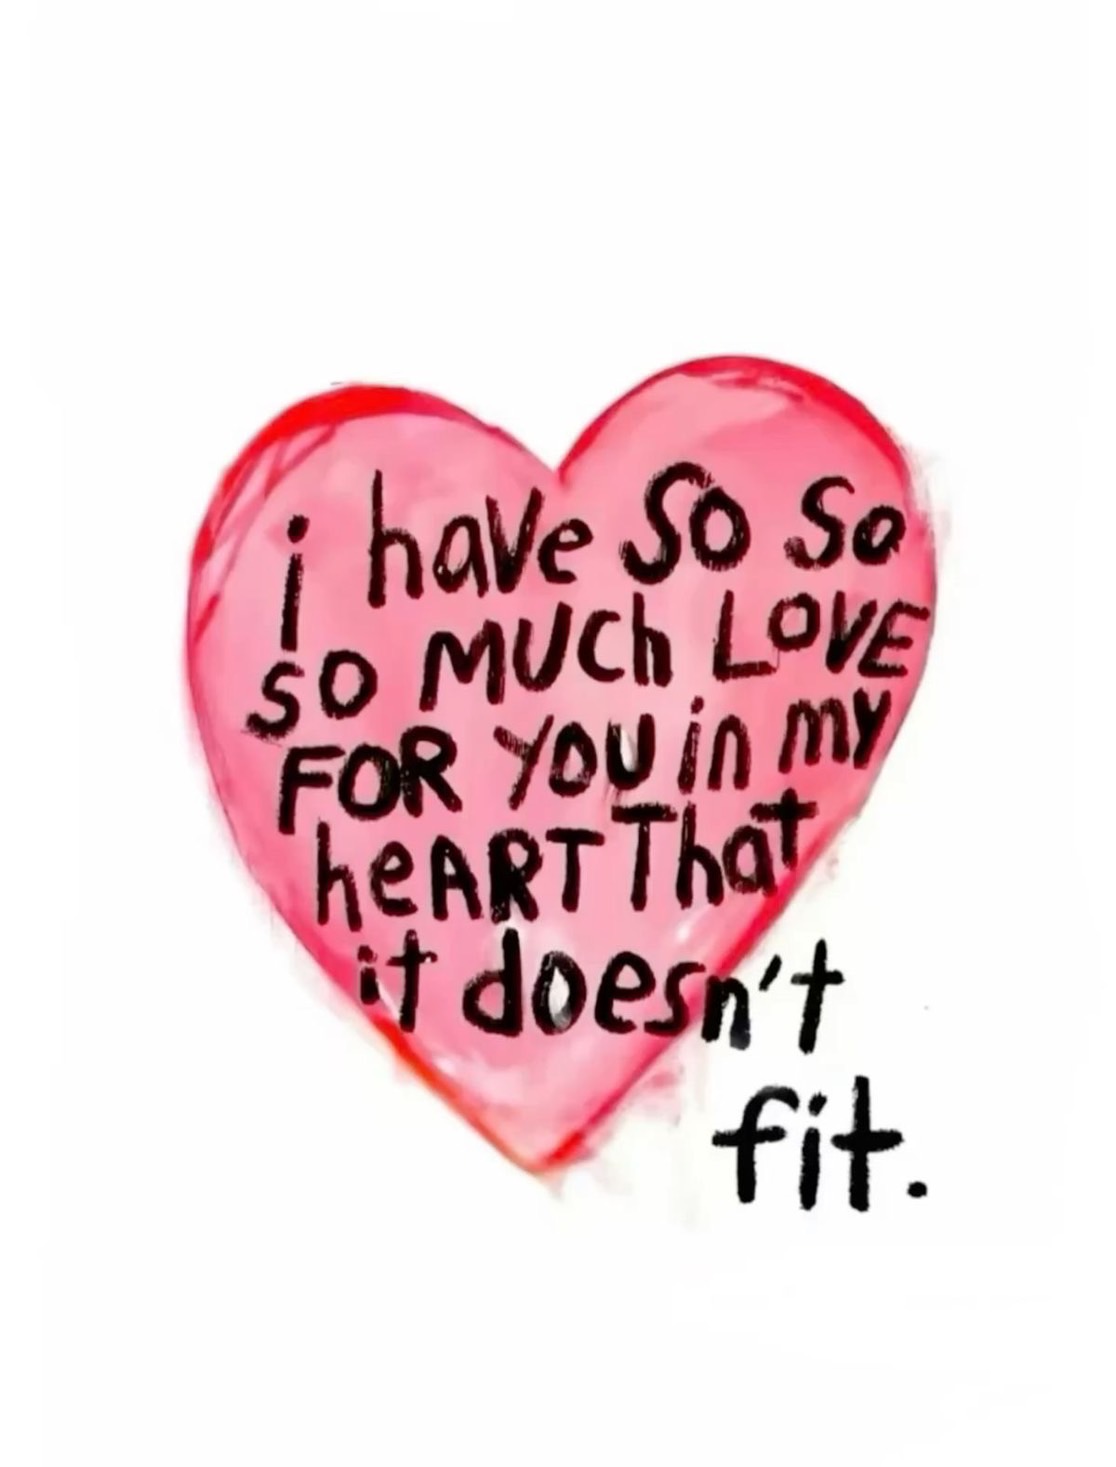 i have So So
so MUCh LOVE
FOR YOU in my
heART That
it doesn't
fit.